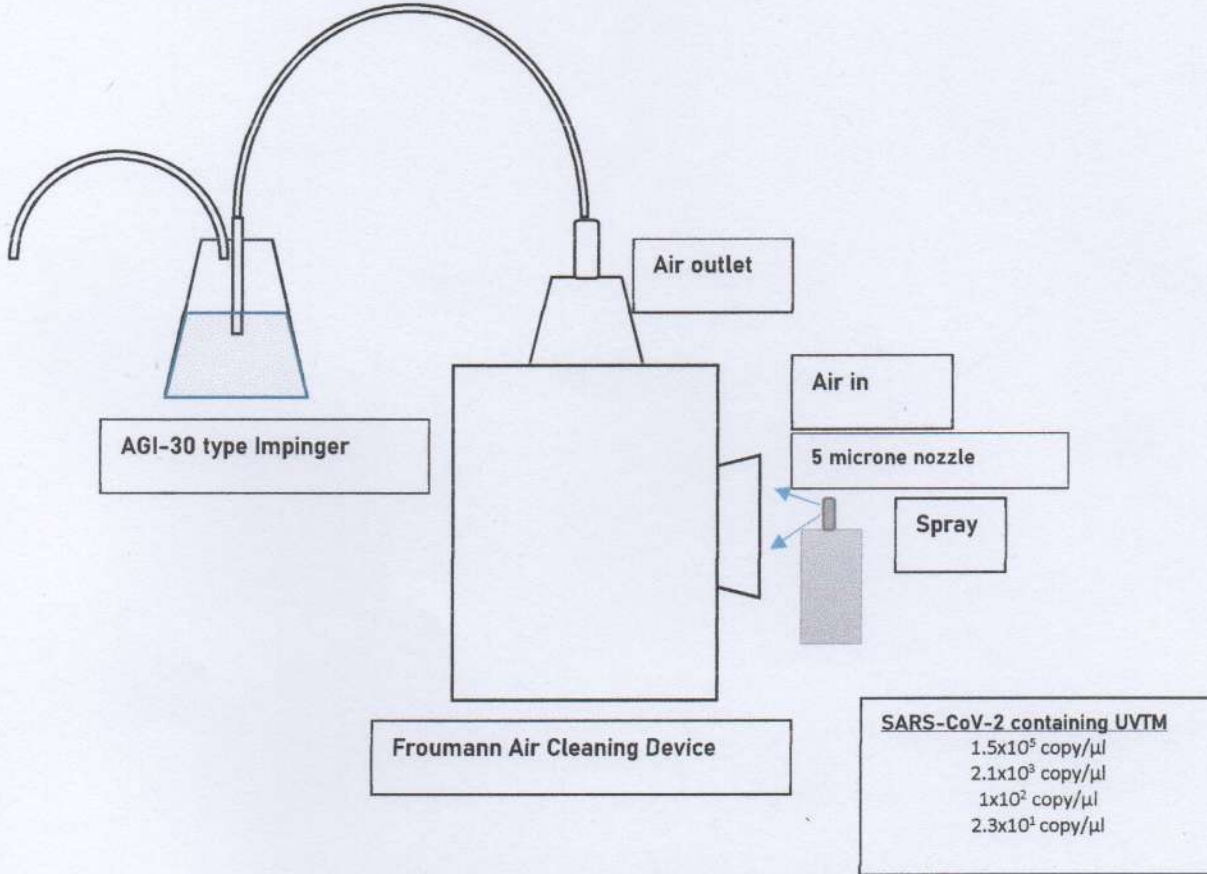 Air outlet
Air in
AGI-30 type Impinger
5 microne nozzle
Spray
SARS-CoV-2 containing UVTM
1.5x10⁵ copy/µl
2.1x10³ copy/µl
1x10² copy/µl
2.3x10¹ copy/µl
Froumann Air Cleaning Device